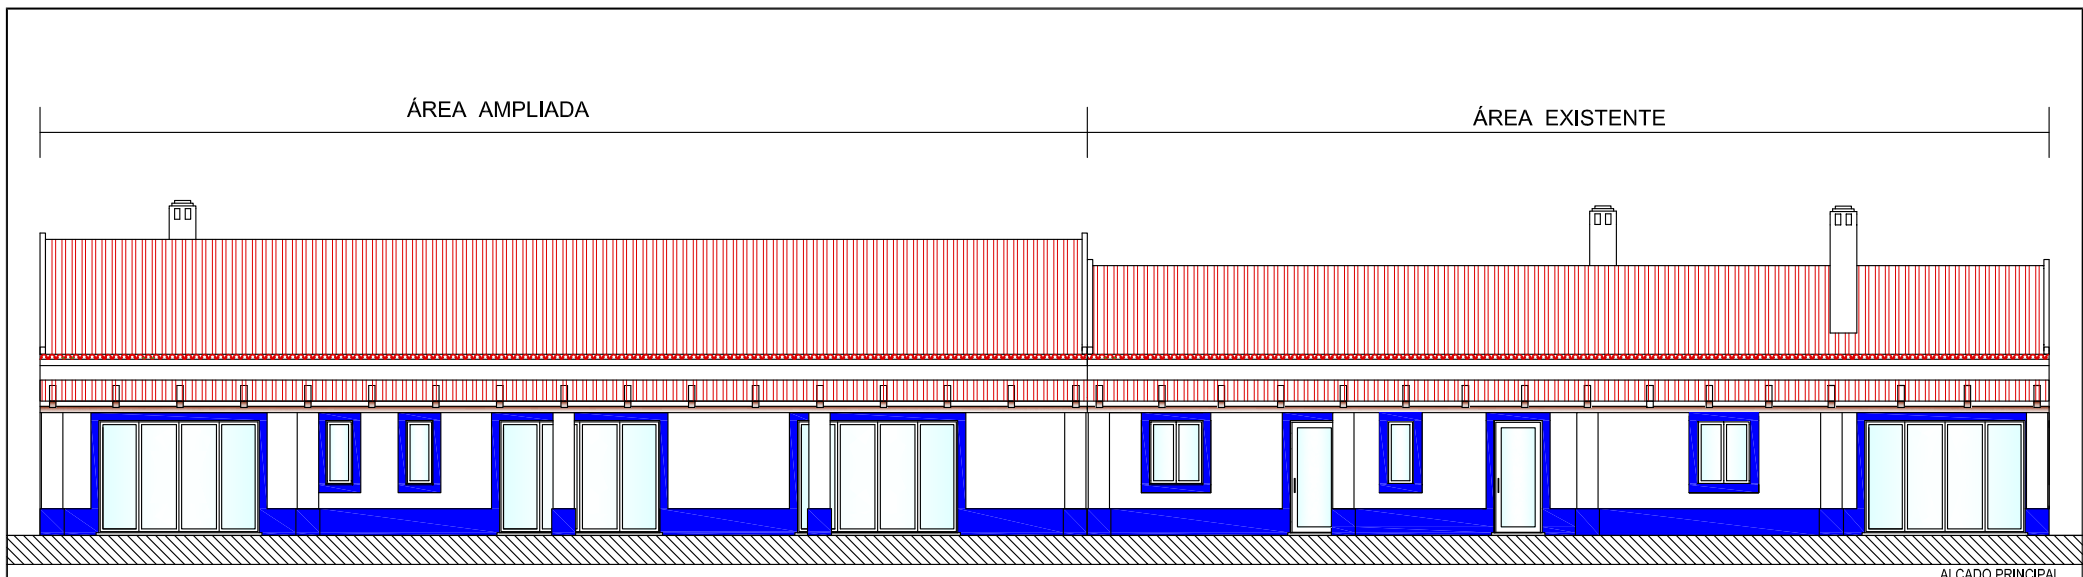 ÁREA AMPLIADA
ÁREA EXISTENTE
ALÇADO PRINCIPAL